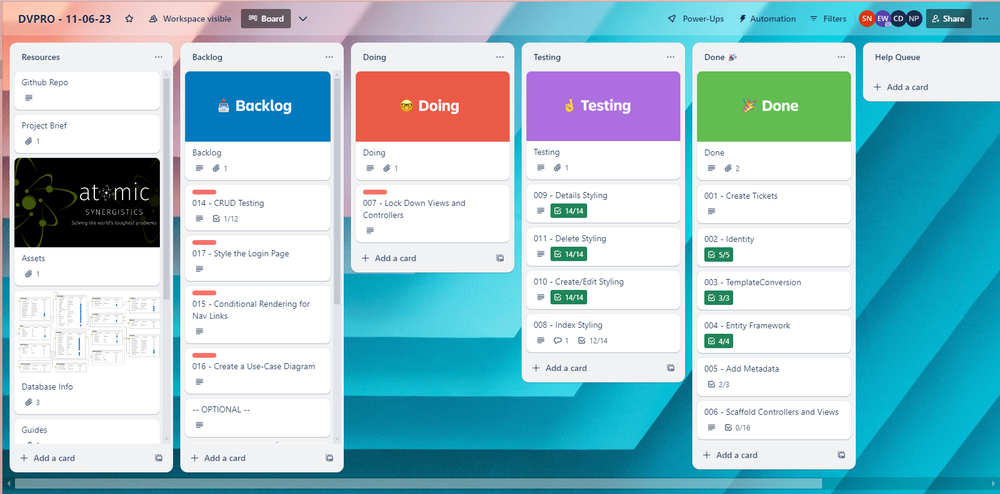 DVPRO - 11-06-23
Workspace visible
Board
Power-Ups
Automation
Filters
SN
EW
CD
NP
Share
Resources
Github Repo
Project Brief
1
atomic
SYNERGISTICS
Solving the world's toughest problems
Assets
1
Database Info
3
Guides
Add a card
Backlog
Backlog
Backlog
1
014 - CRUD Testing
1/12
017 - Style the Login Page
015 - Conditional Rendering for
Nav Links
016 - Create a Use-Case Diagram
-- OPTIONAL --
Add a card
Doing
Doing
Doing
1
007 - Lock Down Views and
Controllers
Add a card
Testing
Testing
Testing
1
009 - Details Styling
14/14
011 - Delete Styling
14/14
010 - Create/Edit Styling
14/14
008 - Index Styling
1
12/14
Add a card
Done
Done
Done
2
001 - Create Tickets
002 - Identity
5/5
003 - TemplateConversion
3/3
004 - Entity Framework
4/4
005 - Add Metadata
2/3
006 - Scaffold Controllers and Views
0/16
Add a card
Help Queue
Add a card